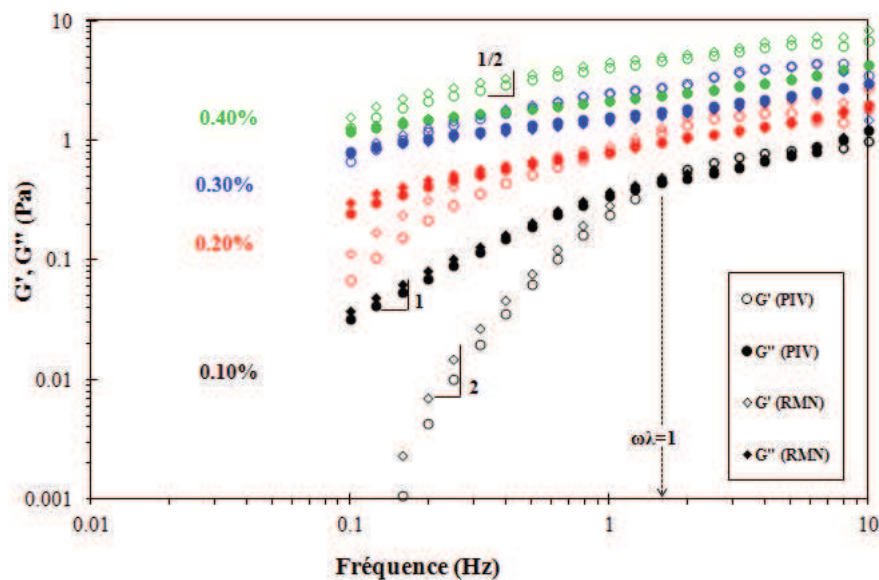 10
1
0.1
0.01
0.001
G', G'' (Pa)
0.40%
0.30%
0.20%
0.10%
1/2
1
2
ωλ=1
G' (PIV)
G'' (PIV)
G' (RMN)
G'' (RMN)
0.01
0.1
1
10
Fréquence (Hz)